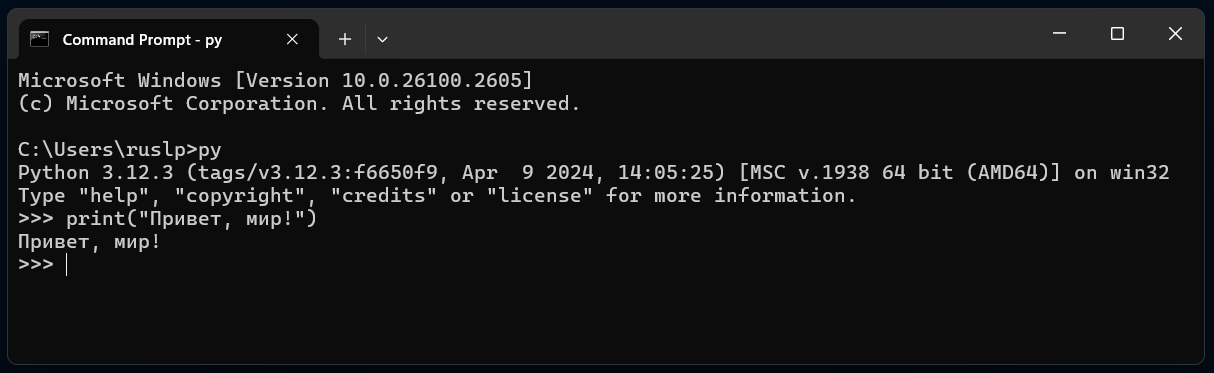 Command Prompt - py
Microsoft Windows [Version 10.0.26100.2605]
(c) Microsoft Corporation. All rights reserved.
C:\Users\ruslp>py
Python 3.12.3 (tags/v3.12.3:f6650f9, Apr  9 2024, 14:05:25) [MSC v.1938 64 bit (AMD64)] on win32
Type "help", "copyright", "credits" or "license" for more information.
>>> print("Привет, мир!")
Привет, мир!
>>>